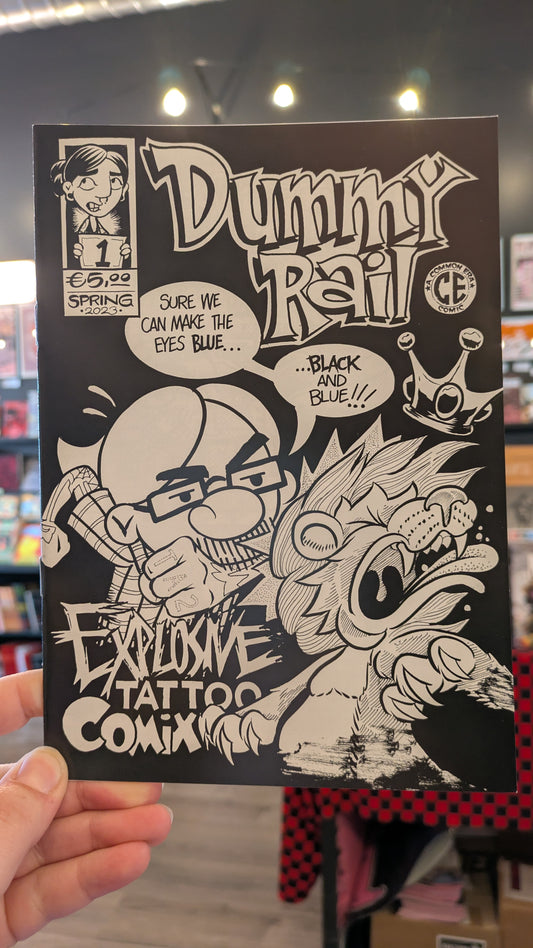 Dummy
Rail
1
€5,00
SPRING
·2023·
A COMMON ERA
CE
COMIC
SURE WE
CAN MAKE THE
EYES BLUE...
...BLACK
AND
BLUE!!!
EXPLOSIVE
TATTOO
COMIX